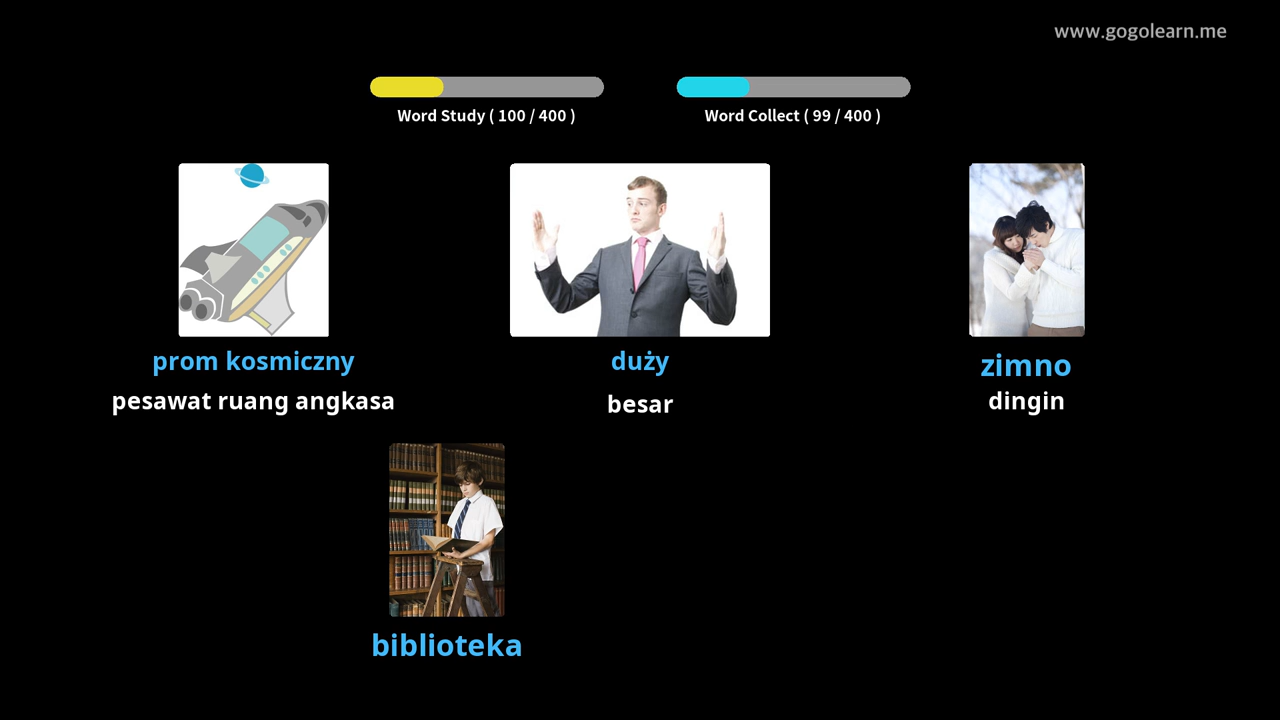 www.gogolearn.me
Word Study ( 100 / 400 )
Word Collect ( 99 / 400 )
prom kosmiczny
duży
zimno
pesawat ruang angkasa
besar
dingin
biblioteka